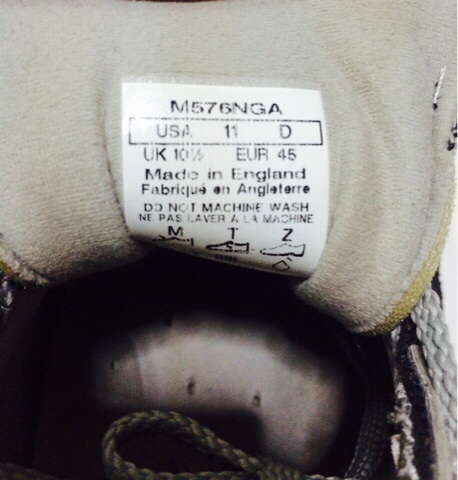 M576NGA
USA 11 D
UK 10½ EUR 45
Made in England
Fabriqué en Angleterre
DO NOT MACHINE WASH
NE PAS LAVER A LA MACHINE
M T Z